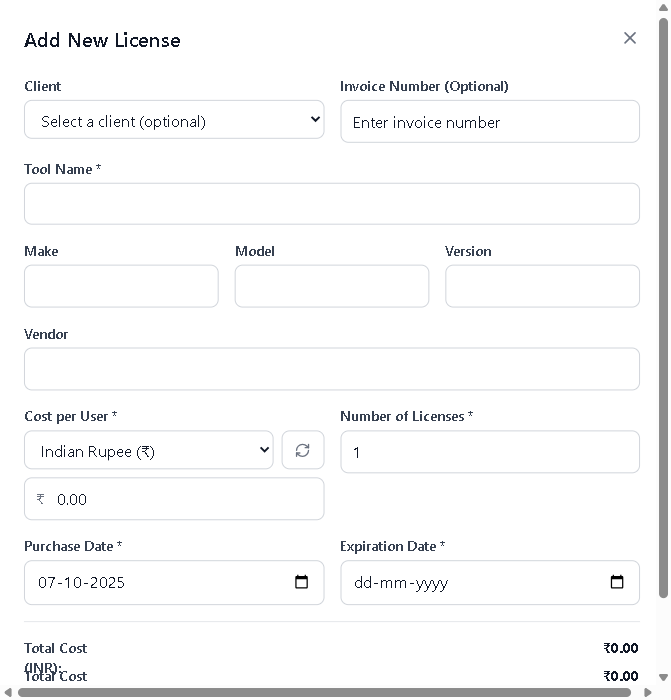 Add New License
Client
Invoice Number (Optional)
Select a client (optional)
Enter invoice number
Tool Name *
Make
Model
Version
Vendor
Cost per User *
Number of Licenses *
Indian Rupee (₹)
1
₹ 0.00
Purchase Date *
Expiration Date *
07-10-2025
dd-mm-yyyy
Total Cost
(INR):
₹0.00
Total Cost
₹0.00